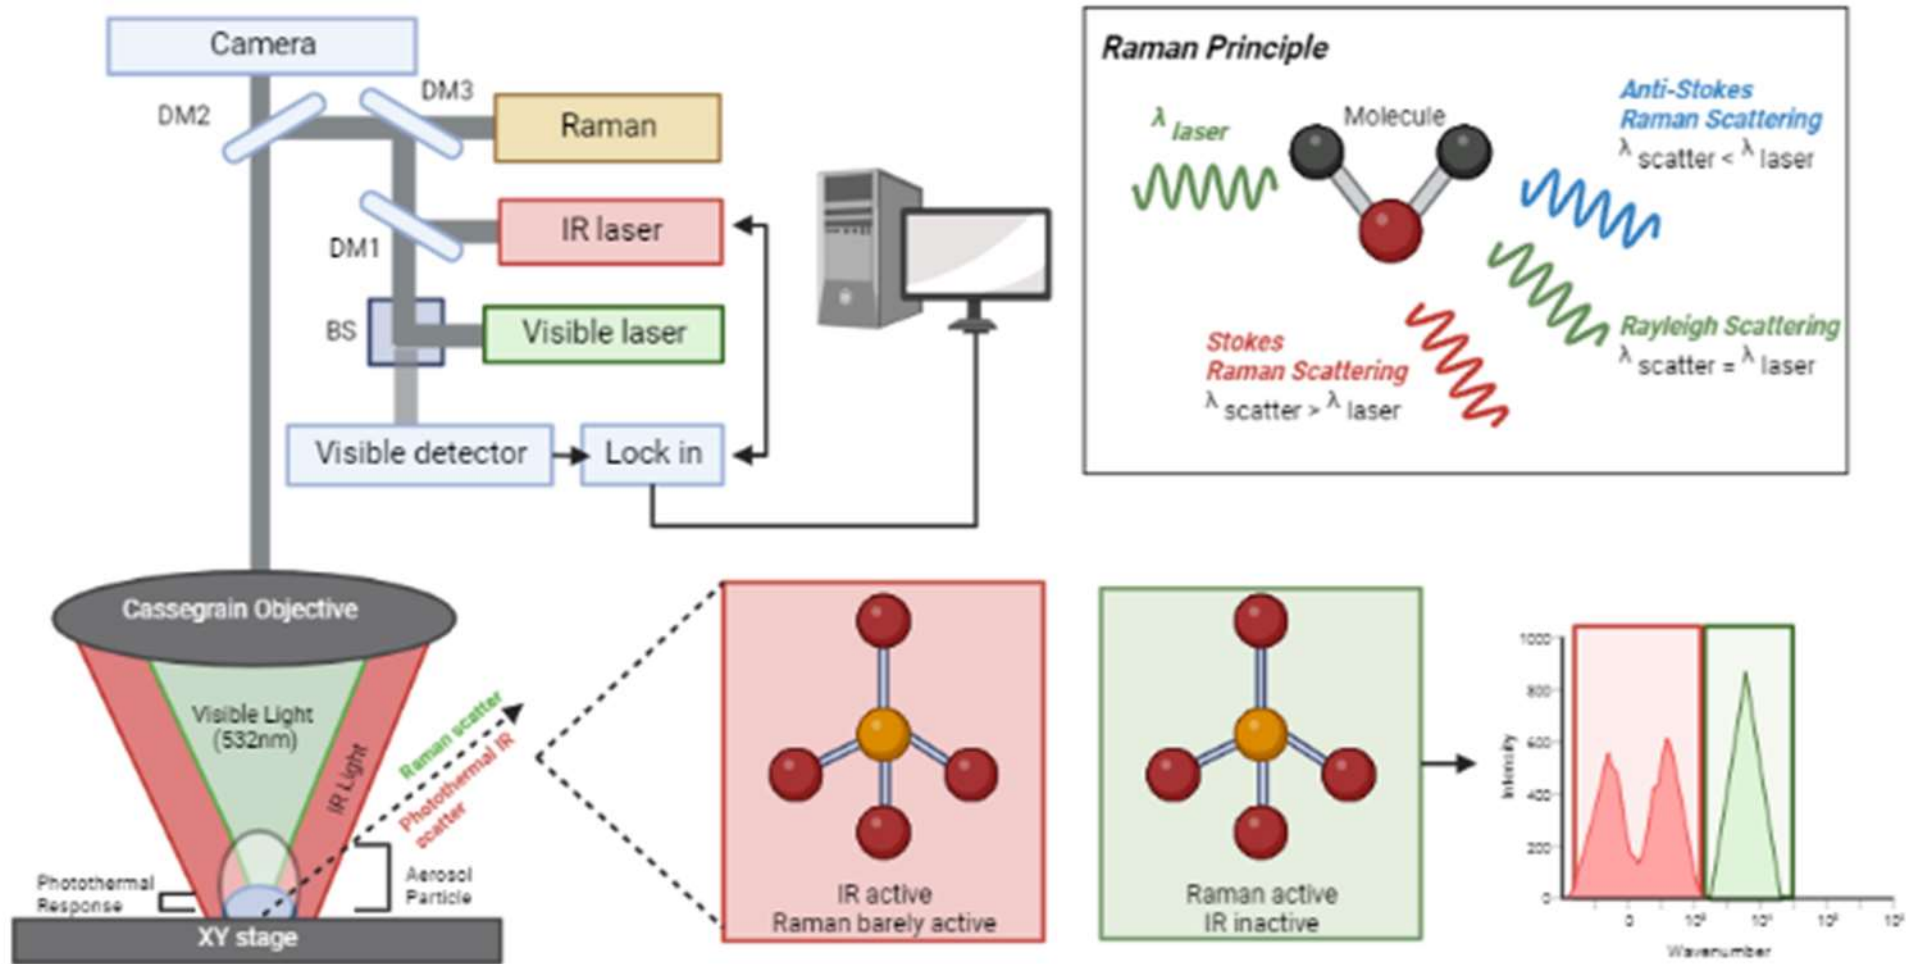 Camera
DM2
DM3
Raman
IR laser
DM1
BS
Visible laser
Visible detector
Lock in
Raman Principle
λ laser
Molecule
Anti-Stokes
Raman Scattering
λ scatter < λ laser
Rayleigh Scattering
λ scatter = λ laser
Stokes
Raman Scattering
λ scatter > λ laser
Cassegrain Objective
Visible Light
(532nm)
IR Light
Raman scatter
Photothermal IR
scatter
Photothermal
Response
Aerosol
Particle
XY stage
IR active
Raman barely active
Raman active
IR inactive
Intensity
1000
800
600
400
200
0
0
Wavenumber